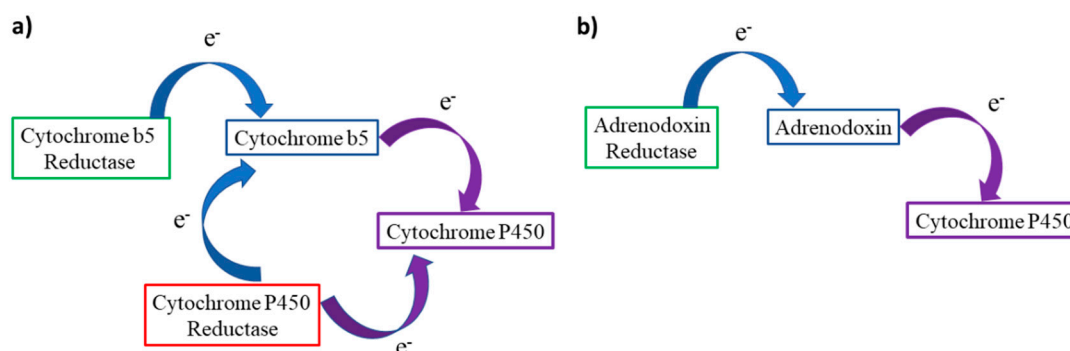 a)
e-
Cytochrome b5
Reductase
Cytochrome b5
e-
e-
Cytochrome P450
Cytochrome P450
Reductase
e-
b)
e-
Adrenodoxin
Reductase
Adrenodoxin
e-
Cytochrome P450